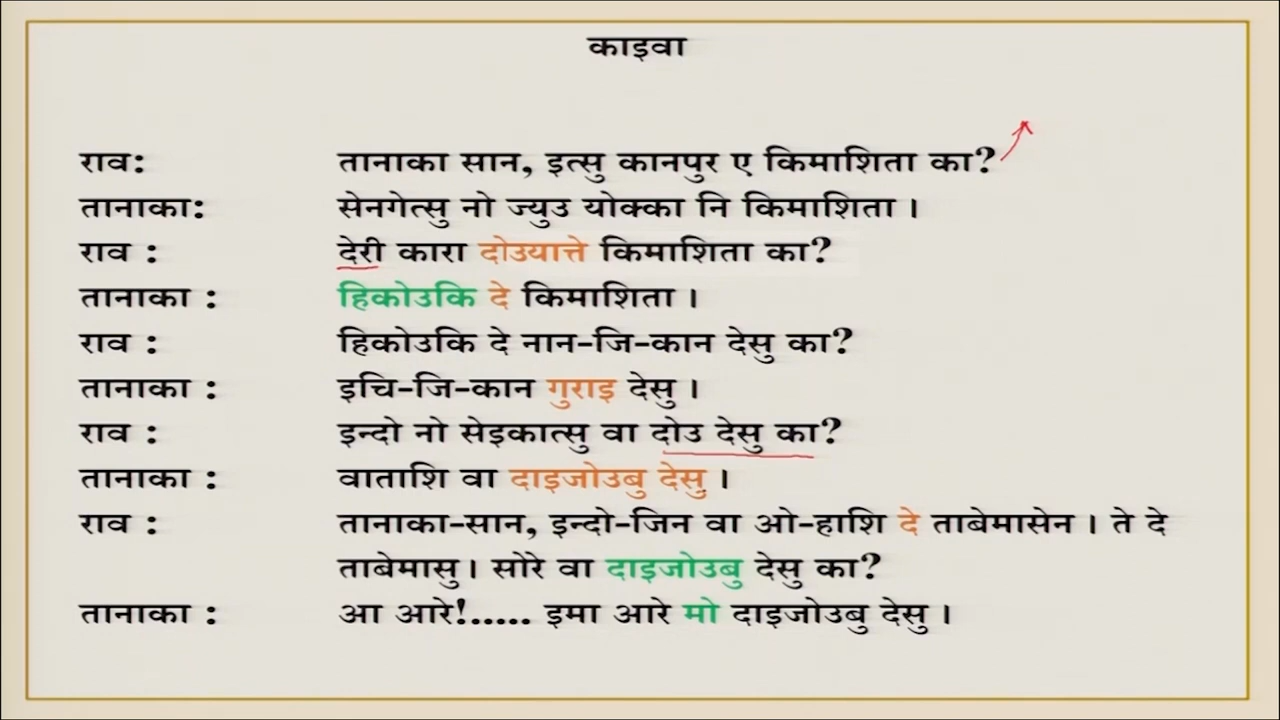 काइवा
राव: तानाका सान, इत्सु कानपुर ए किमाशिता का?
तानाका: सेनगेत्सु नो ज्युउ योक्का नि किमाशिता।
राव : देरी कारा दोउयात्ते किमाशिता का?
तानाका : हिकोउकि दे किमाशिता।
राव : हिकोउकि दे नान-जि-कान देसु का?
तानाका : इचि-जि-कान गुराइ देसु।
राव : इन्दो नो सेइकात्सु वा दोउ देसु का?
तानाका : वाताशि वा दाइजोउबु देसु।
राव : तानाका-सान, इन्दो-जिन वा ओ-हाशि दे ताबेमासेन। ते दे
ताबेमासु। सोरे वा दाइजोउबु देसु का?
तानाका : आ आरे!..... इमा आरे मो दाइजोउबु देसु।